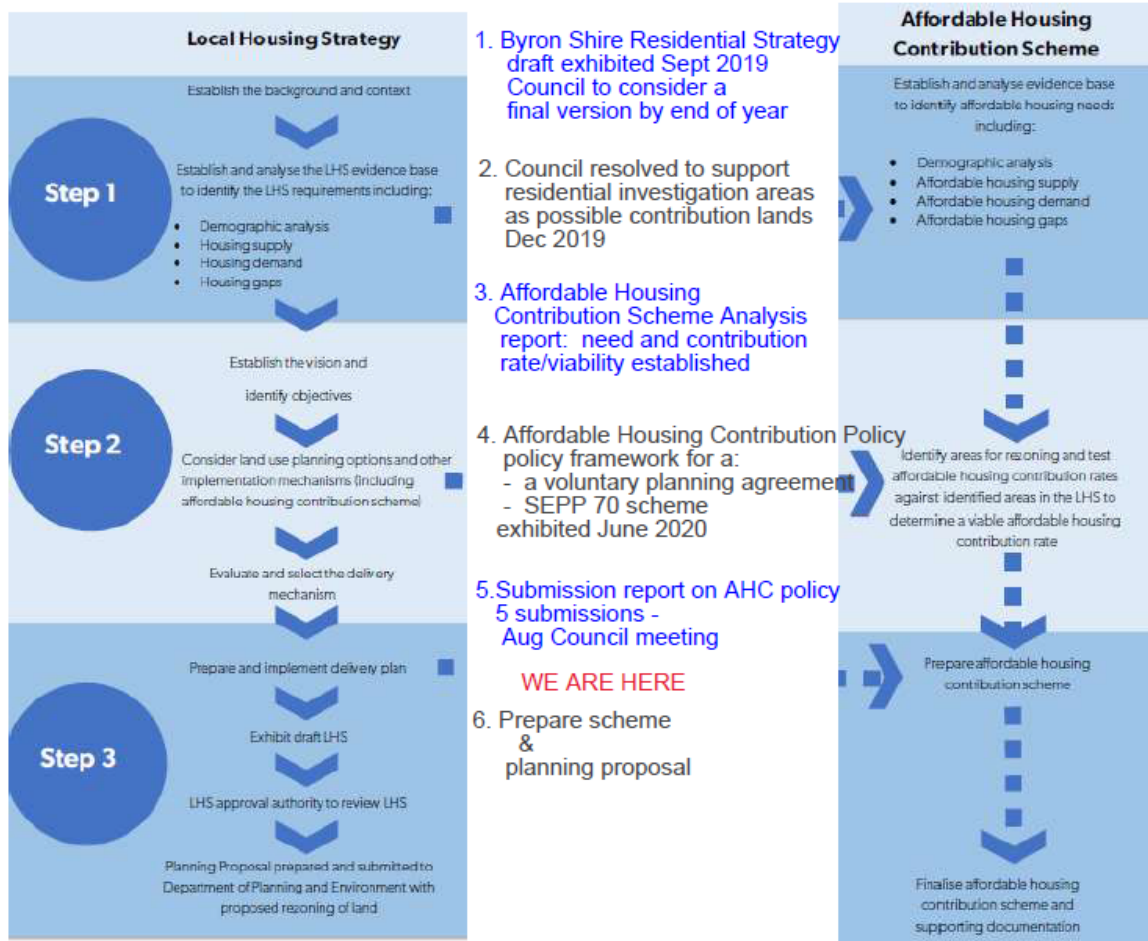 Local Housing Strategy
Establish the background and context
Step 1
Establish and analyse the LHS evidence base
to identify the LHS requirements including:
• Demographic analysis
• Housing supply
• Housing demand
• Housing gaps
Establish the vision and
identify objectives
Step 2
Consider land use planning options and other
implementation mechanisms (including
affordable housing contribution scheme)
Evaluate and select the delivery
mechanism
Prepare and implement delivery plan
Step 3
Exhibit draft LHS
LHS approval authority to review LHS
Planning Proposal prepared and submitted to
Department of Planning and Environment with
proposed rezoning of land
1. Byron Shire Residential Strategy
draft exhibited Sept 2019
Council to consider a
final version by end of year
2. Council resolved to support
residential investigation areas
as possible contribution lands
Dec 2019
3. Affordable Housing
Contribution Scheme Analysis
report: need and contribution
rate/viability established
4. Affordable Housing Contribution Policy
policy framework for a:
- a voluntary planning agreement
- SEPP 70 scheme
exhibited June 2020
5.Submission report on AHC policy
5 submissions -
Aug Council meeting
WE ARE HERE
6. Prepare scheme
&
planning proposal
Affordable Housing
Contribution Scheme
Establish and analyse evidence base
to identify affordable housing needs
including:
• Demographic analysis
• Affordable housing supply
• Affordable housing demand
• Affordable housing gaps
Identify areas for rezoning and test
affordable housing contribution rates
against identified areas in the LHS to
determine a viable affordable housing
contribution rate
Prepare affordable housing
contribution scheme
Finalise affordable housing
contribution scheme and
supporting documentation